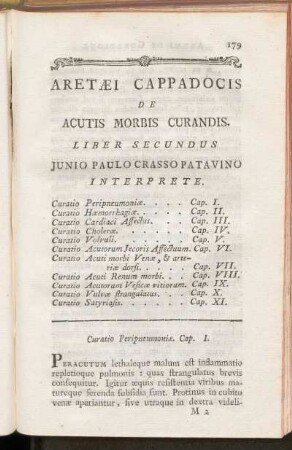 179
ARETÆI CAPPADOCIS
DE
ACUTIS MORBIS CURANDIS.
LIBER SECUNDUS
JUNIO PAULO CRASSO PATAVINO
INTERPRETE.
Curatio Peripneumoniæ. . . . . Cap. I.
Curatio Hæmorrhagiæ. . . . . Cap. II.
Curatio Cardiaci Affectus. . . . Cap. III.
Curatio Choleræ. . . . . . Cap. IV.
Curatio Volvuli. . . . . . Cap. V.
Curatio Acutorum Jecoris Affectuum. Cap. VI.
Curatio Acuti morbi Venæ, & arte-
riæ dorsi. . . . . . Cap. VII.
Curatio Acuti Renum morbi. . . . Cap. VIII.
Curatio Acutorum Vesicæ vitiorum. Cap. IX.
Curatio Vulvæ strangulatus. . . . Cap. X.
Curatio Satyriasis. . . . . . Cap. XI.
Curatio Peripneumoniæ. Cap. I.
PERACUTUM lethaleque malum est inflammatio
repletioque pulmonis: quas strangulatus brevis
consequitur. Igitur æquis resistentia viribus ma-
tureque ferenda subsidia sunt. Protinus in cubito
venæ aperiantur, sive utraque in dextra videli-
M 2